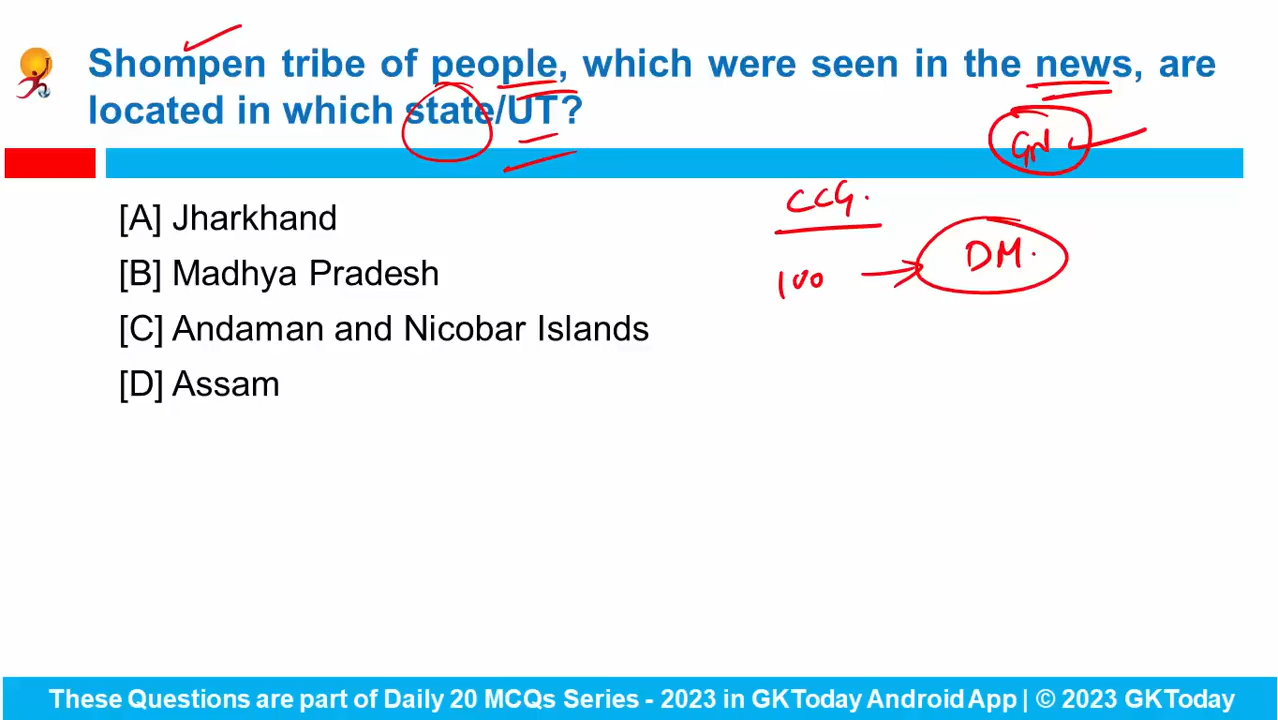 Shompen tribe of people, which were seen in the news, are
located in which state/UT?
GN
CCG.
[A] Jharkhand
[B] Madhya Pradesh
100
DM.
[C] Andaman and Nicobar Islands
[D] Assam
These Questions are part of Daily 20 MCQs Series - 2023 in GKToday Android App | © 2023 GKToday